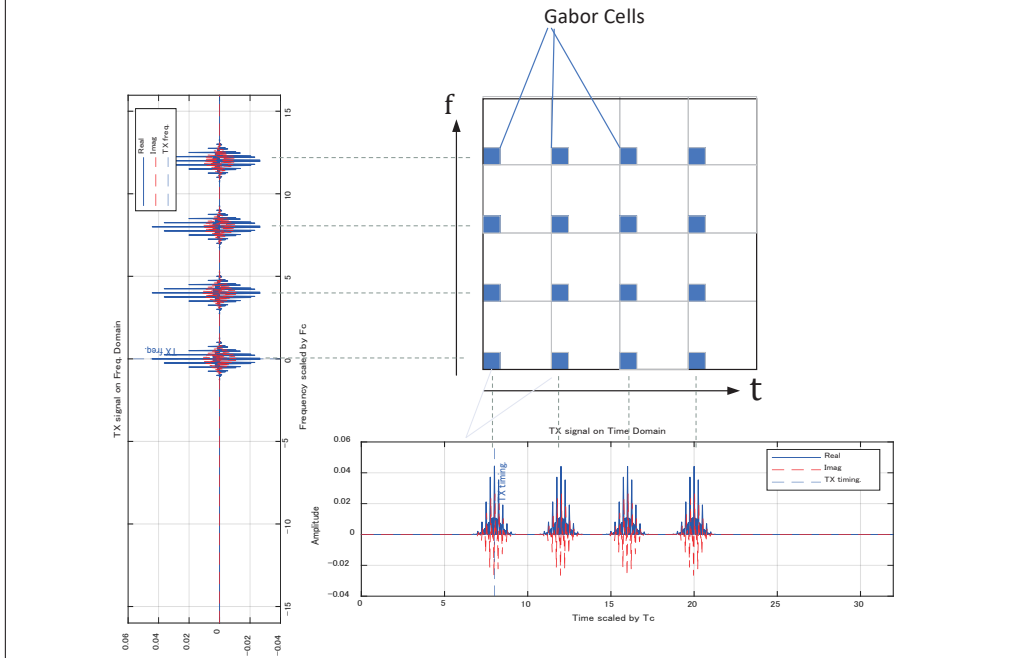 Gabor Cells
f
t
Real
Imag
TX freq.
TX freq.
TX signal on Freq. Domain
Frequency scaled by Fc
15
10
5
0
−5
−10
−15
0.06
0.04
0.02
0
−0.02
−0.04
TX signal on Time Domain
Real
Imag
TX timing.
TX timing.
Amplitude
0.06
0.04
0.02
0
−0.02
−0.04
0
5
10
15
20
25
30
Time scaled by Tc